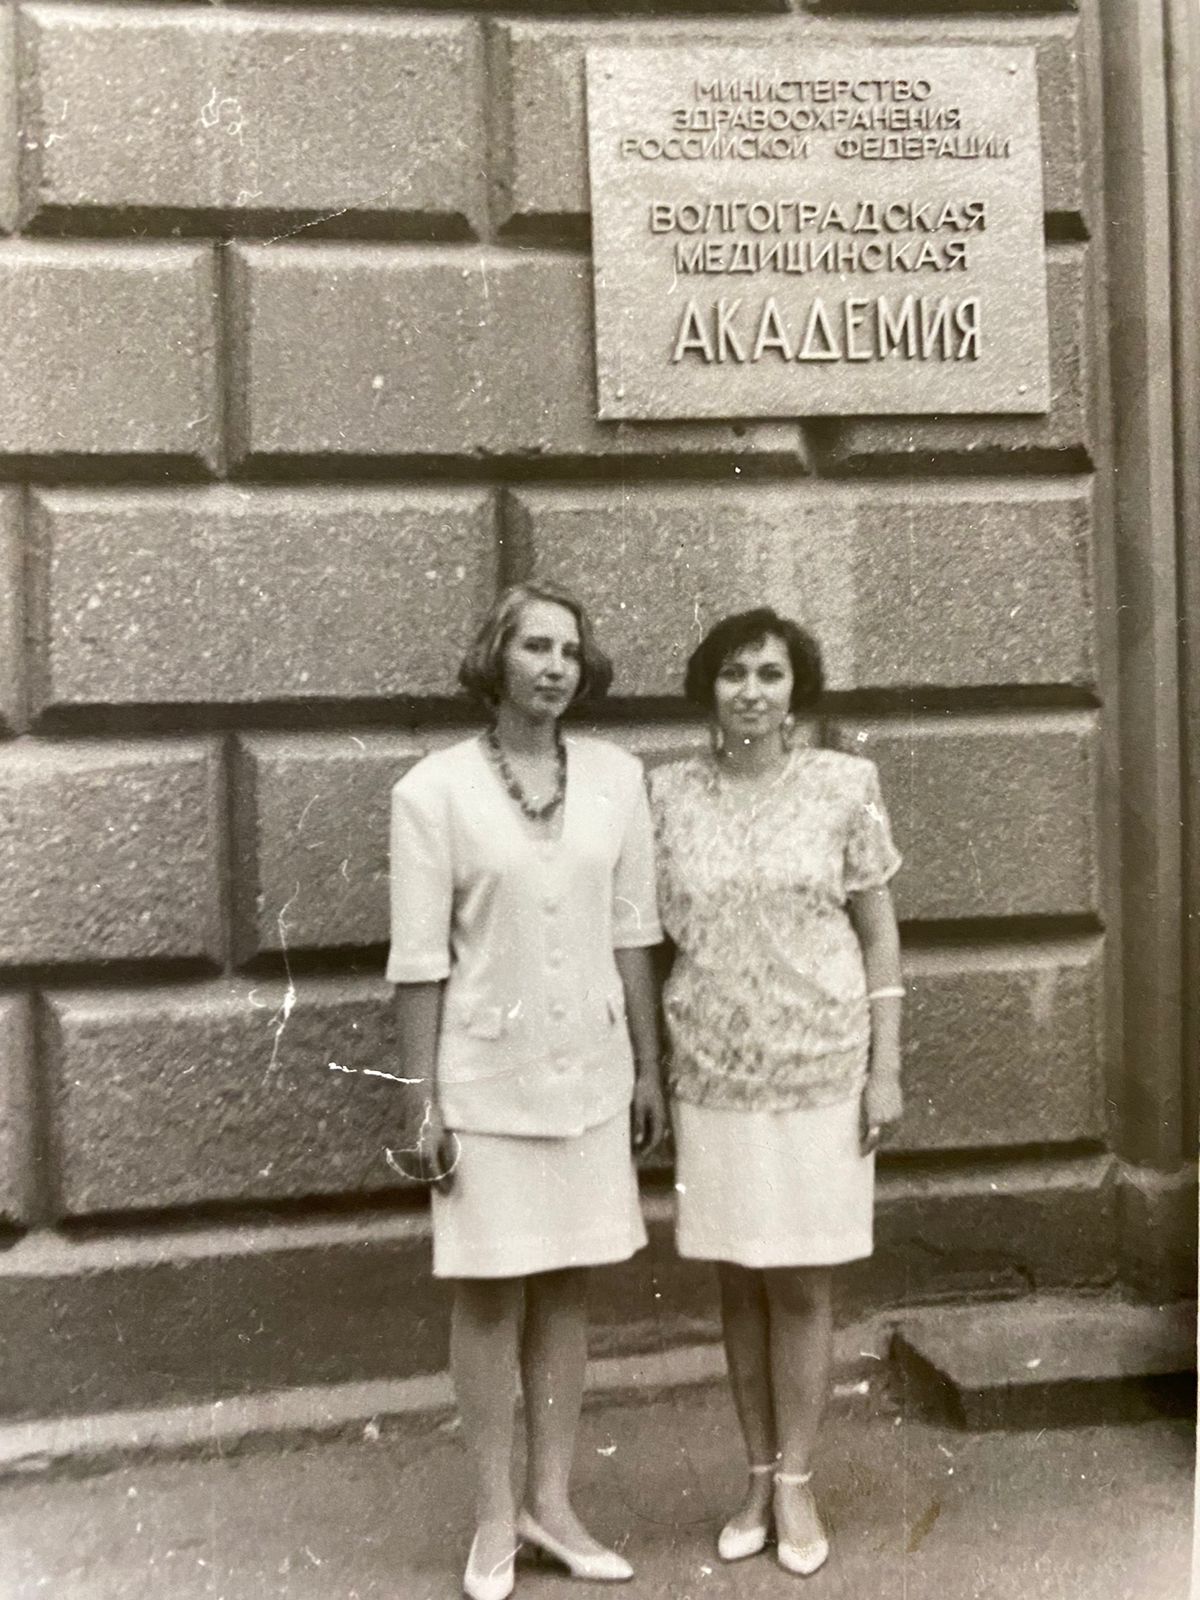 МИНИСТЕРСТВО
ЗДРАВООХРАНЕНИЯ
РОССИЙСКОЙ ФЕДЕРАЦИИ
ВОЛГОГРАДСКАЯ
МЕДИЦИНСКАЯ
АКАДЕМИЯ